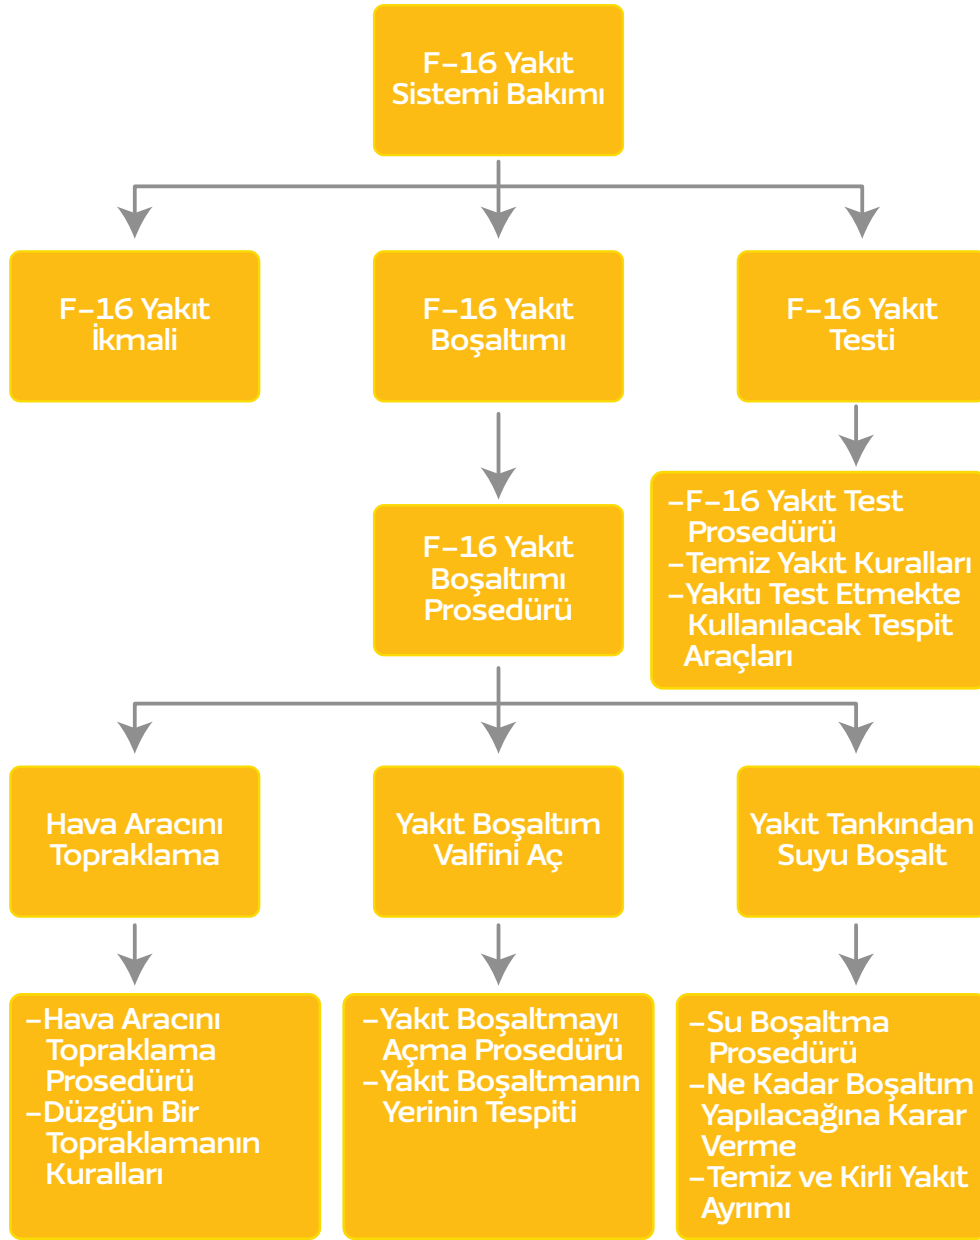 F-16 Yakıt
Sistemi Bakımı
F-16 Yakıt
İkmali
F-16 Yakıt
Boşaltımı
F-16 Yakıt
Testi
F-16 Yakıt
Boşaltımı
Prosedürü
-F-16 Yakıt Test
Prosedürü
-Temiz Yakıt Kuralları
-Yakıtı Test Etmekte
Kullanılacak Tespit
Araçları
Hava Aracını
Topraklama
Yakıt Boşaltım
Valfini Aç
Yakıt Tankından
Suyu Boşalt
-Hava Aracını
Topraklama
Prosedürü
-Düzgün Bir
Topraklamanın
Kuralları
-Yakıt Boşaltmayı
Açma Prosedürü
-Yakıt Boşaltmanın
Yerinin Tespiti
-Su Boşaltma
Prosedürü
-Ne Kadar Boşaltım
Yapılacağına Karar
Verme
-Temiz ve Kirli Yakıt
Ayrımı